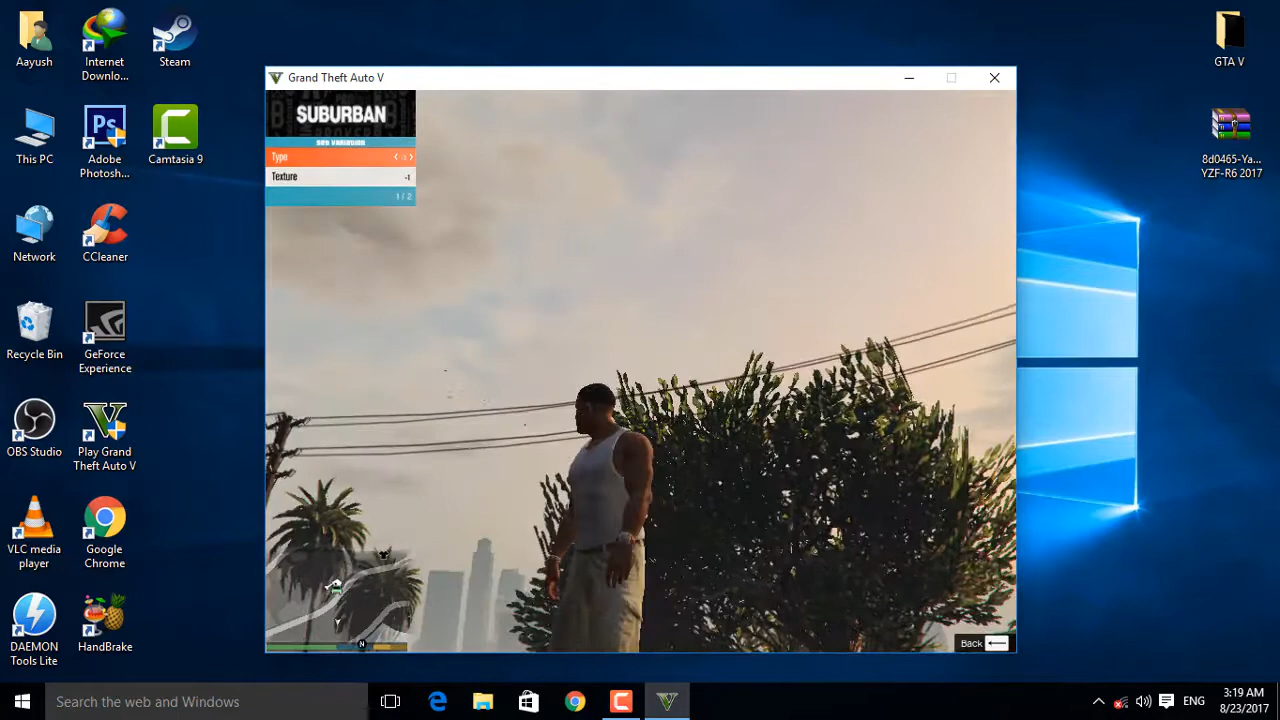 Aayush
Internet
Downlo...
Steam
This PC
Ps
Adobe
Photosh...
Camtasia 9
Network
CCleaner
Recycle Bin
GeForce
Experience
OBS Studio
Play Grand
Theft Auto V
VLC media
player
Google
Chrome
DAEMON
Tools Lite
HandBrake
Grand Theft Auto V
SUBURBAN
Set Variation
Type
Texture
-1
1 / 2
N
Back
GTA V
8d0465-Ya...
YZF-R6 2017
Search the web and Windows
ENG
3:19 AM
8/23/2017